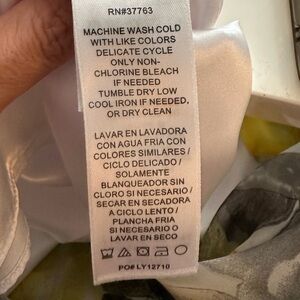 RN#37763
MACHINE WASH COLD
WITH LIKE COLORS
DELICATE CYCLE
ONLY NON-
CHLORINE BLEACH
IF NEEDED
TUMBLE DRY LOW
COOL IRON IF NEEDED.
OR DRY CLEAN
LAVAR EN LAVADORA
CON AGUA FRIA CON
COLORES SIMILARES /
CICLO DELICADO /
SOLAMENTE
BLANQUEADOR SIN
CLORO SI NECESARIO /
SECAR EN SECADORA
A CICLO LENTO /
PLANCHA FRIA
SI NECESARIO O
LAVAR EN SECO
PO# LY12710